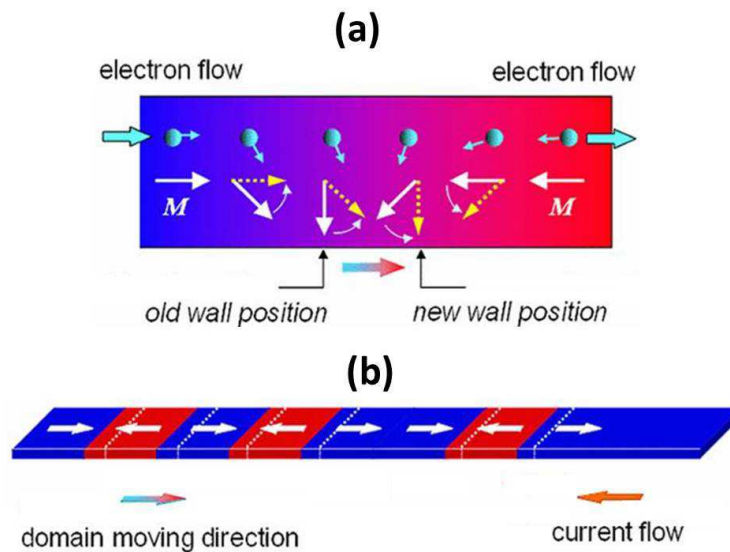 (a)
electron flow
electron flow
M
M
old wall position
new wall position
(b)
domain moving direction
current flow